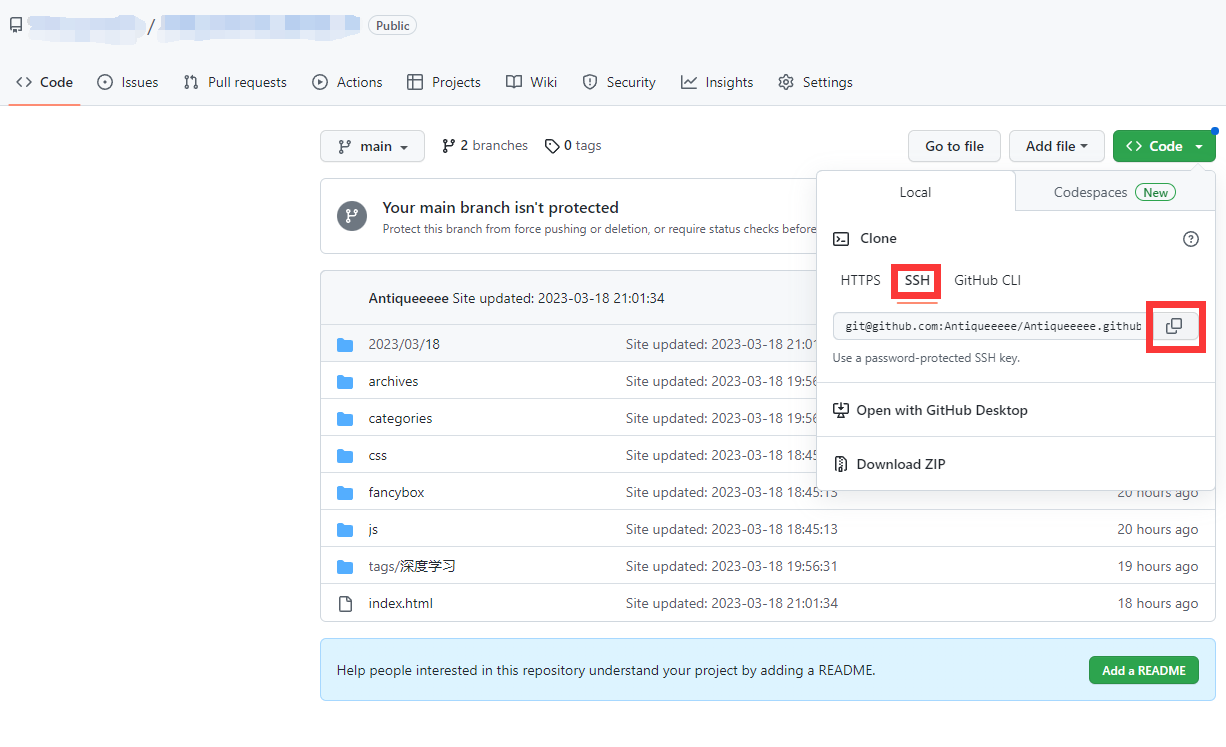 / Public
Code Issues Pull requests Actions Projects Wiki Security Insights Settings
main 2 branches 0 tags Go to file Add file Code
Local Codespaces New
Your main branch isn't protected
Protect this branch from force pushing or deletion, or require status checks before
Clone
HTTPS SSH GitHub CLI
git@github.com:Antiqueeeee/Antiqueeeee.github
Use a password-protected SSH key.
Open with GitHub Desktop
Download ZIP
Antiqueeeee Site updated: 2023-03-18 21:01:34
2023/03/18 Site updated: 2023-03-18 21:01
archives Site updated: 2023-03-18 19:56
categories Site updated: 2023-03-18 19:56
css Site updated: 2023-03-18 18:45
fancybox Site updated: 2023-03-18 18:45:13 20 hours ago
js Site updated: 2023-03-18 18:45:13 20 hours ago
tags/深度学习 Site updated: 2023-03-18 19:56:31 19 hours ago
index.html Site updated: 2023-03-18 21:01:34 18 hours ago
Help people interested in this repository understand your project by adding a README. Add a README